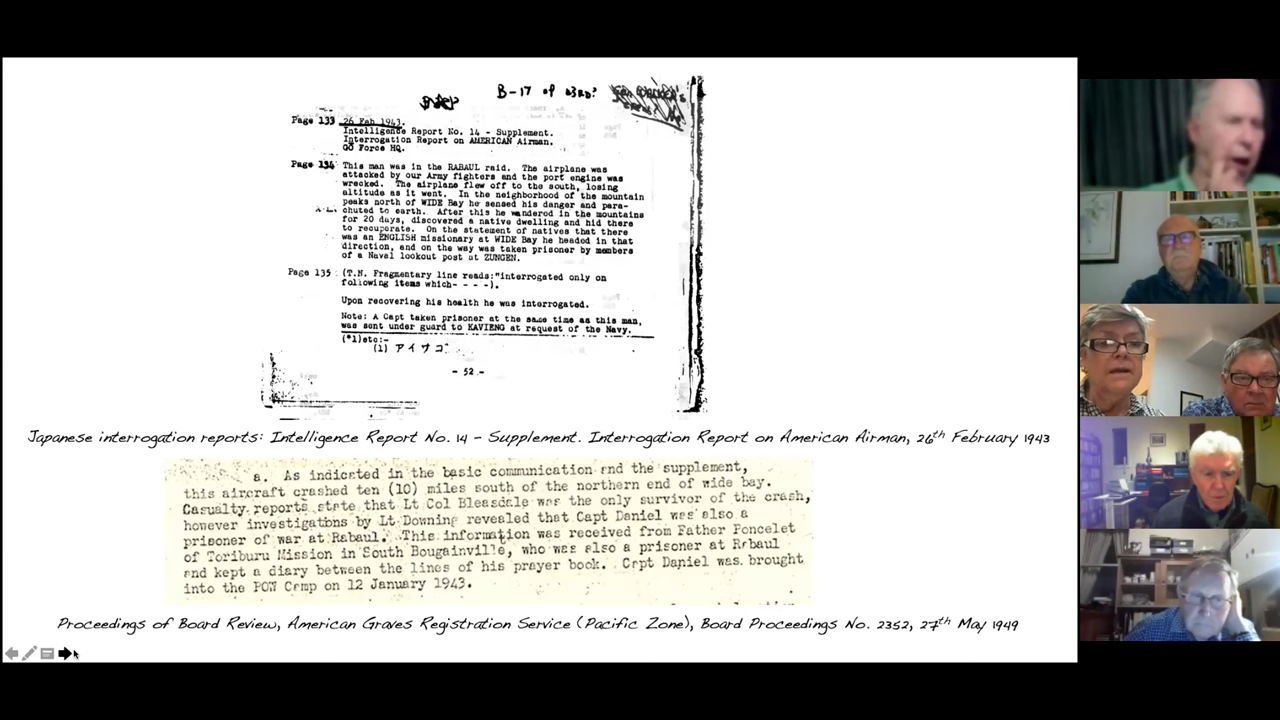 B-17 of
Page 133 26 Feb 1943.
Intelligence Report No. 14 - Supplement.
Interrogation Report on AMERICAN Airman.
Force HQ.
Page 134 This man was in the RABAUL raid. The airplane was
attacked by our Army fighters and the port engine was
wrecked. The airplane flew off to the south, losing
altitude as it went. In the neighborhood of the mountain
peaks north of WIDE Bay he sensed his danger and para-
chuted to earth. After this he wandered in the mountains
for 20 days, discovered a native dwelling and hid there
to recuperate. On the statement of natives that there
was an ENGLISH missionary at WIDE Bay he headed in that
direction, and on the way was taken prisoner by members
of a Naval lookout post at ZUNGEN.
Page 135 (T.N. Fragmentary line reads:"interrogated only on
following items which- - - -).
Upon recovering his health he was interrogated.
Note: A Capt taken prisoner at the same time as this man,
was sent under guard to KAVIENG at request of the Navy.
(*1)etc:-
(1) アイサゴ
- 52 -
Japanese interrogation reports: Intelligence Report No. 14 - Supplement. Interrogation Report on American Airman, 26th February 1943
a. As indicated in the basic communication and the supplement,
this aircraft crashed ten (10) miles south of the northern end of wide bay.
Casualty reports state that Lt Col Bleasdale was the only survivor of the crash,
however investigations by Lt Downing revealed that Capt Daniel was also a
prisoner of war at Rabaul. This information was received from Father Poncelet
of Toriburu Mission in South Bougainville, who was also a prisoner at Rabaul
and kept a diary between the lines of his prayer book. Capt Daniel was brought
into the POW Camp on 12 January 1943.
Proceedings of Board Review, American Graves Registration Service (Pacific Zone), Board Proceedings No. 2352, 27th May 1949